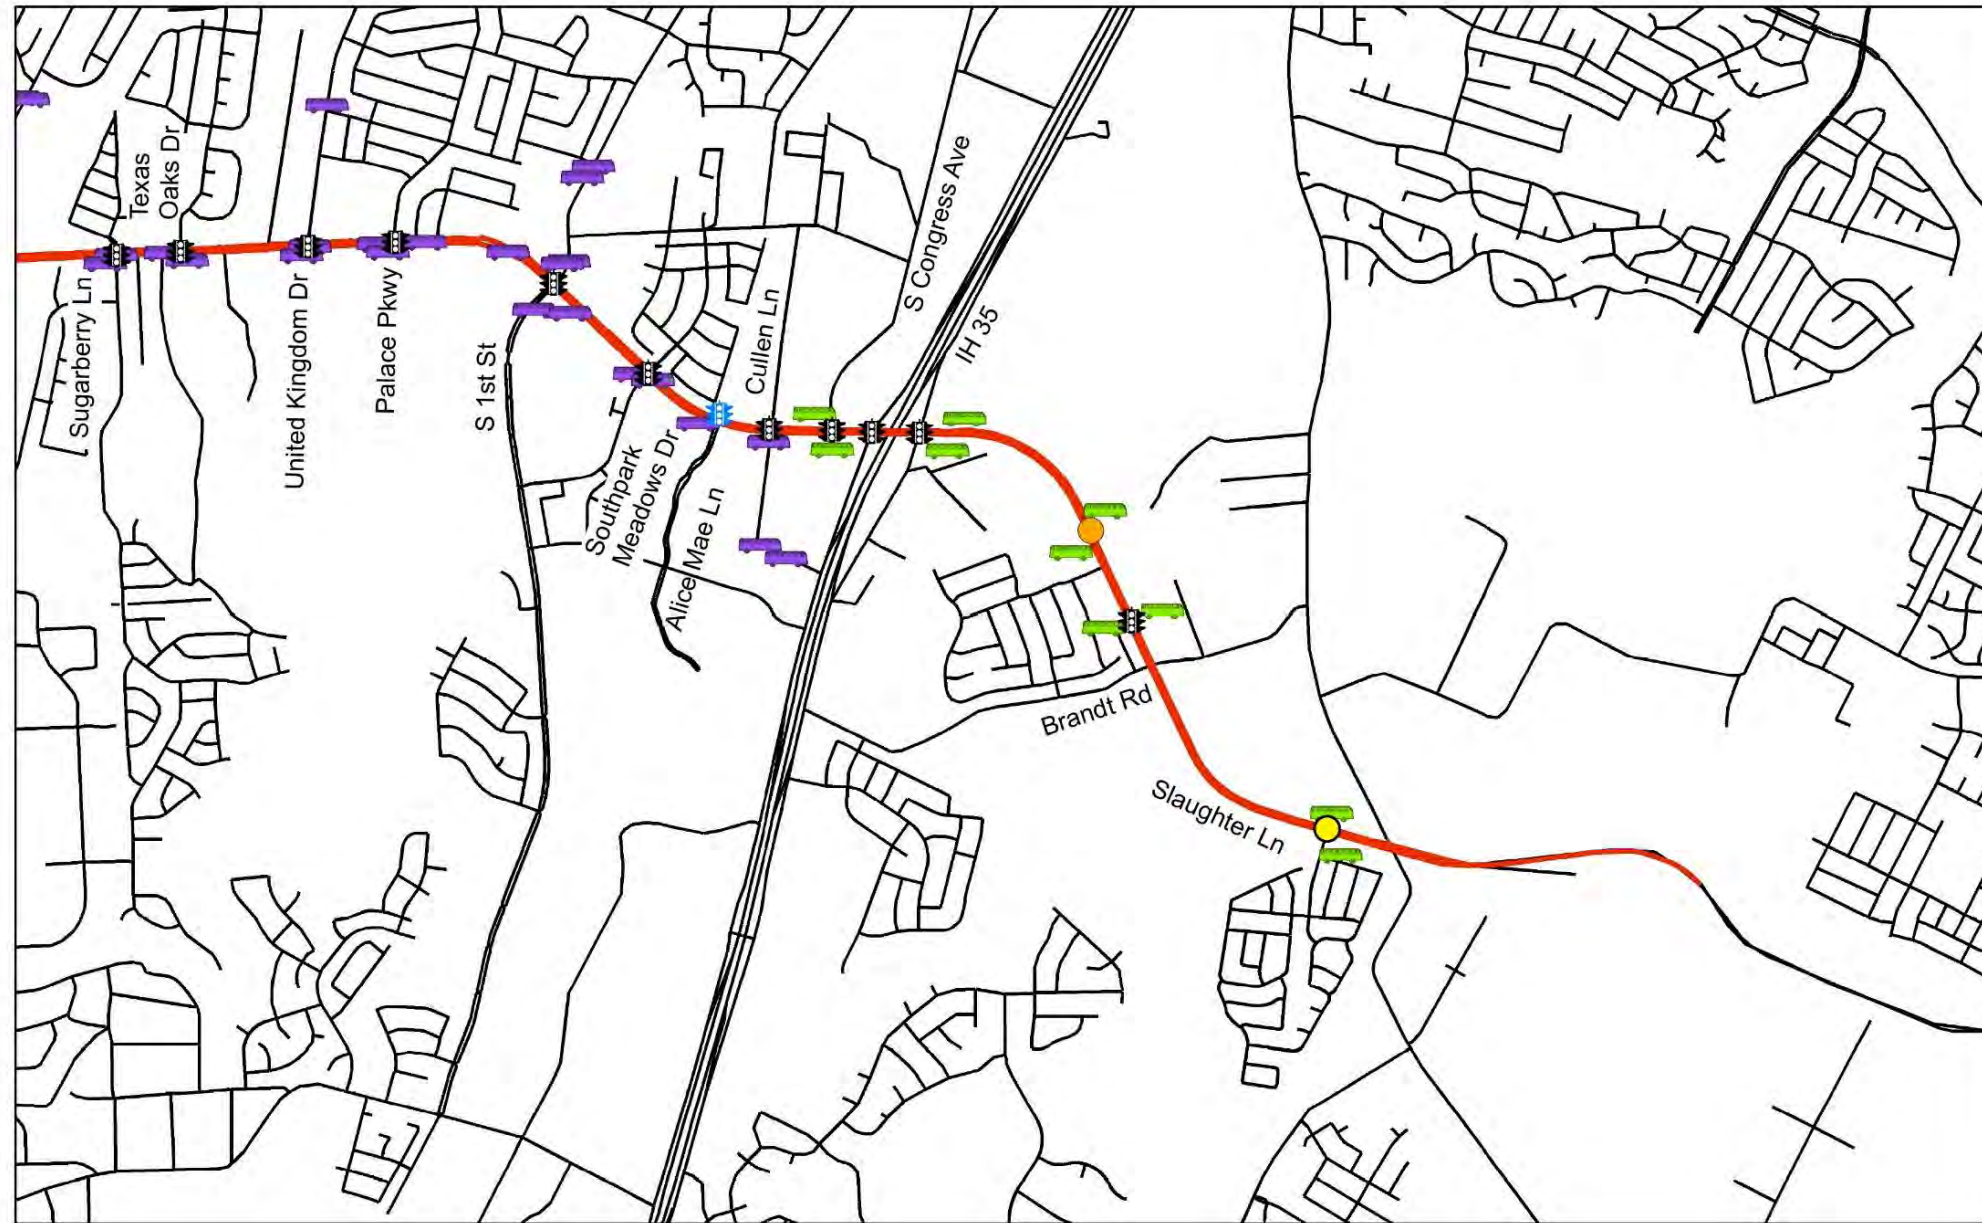 Texas
Oaks Dr
Sugarberry Ln
United Kingdom Dr
Palace Pkwy
S 1st St
Southpark
Meadows Dr
Alice Mae Ln
Cullen Ln
S Congress Ave
IH 35
Brandt Rd
Slaughter Ln